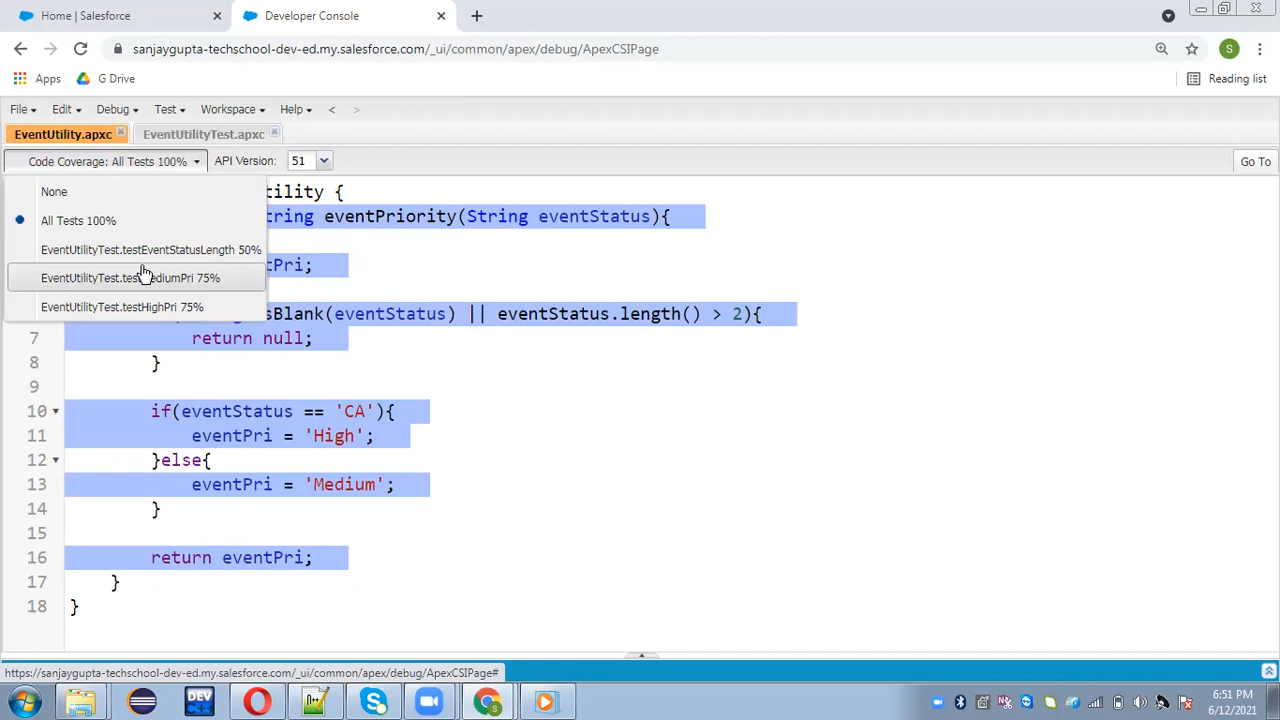 Home | Salesforce
Developer Console
sanjaygupta-techschool-dev-ed.my.salesforce.com/_ui/common/apex/debug/ApexCSIPage
S
Apps
G Drive
Reading list
File
Edit
Debug
Test
Workspace
Help
<
>
EventUtility.apxc
EventUtilityTest.apxc
Code Coverage: All Tests 100%
API Version:
51
Go To
None
All Tests 100%
EventUtilityTest.testEventStatusLength 50%
EventUtilityTest.testMediumPri 75%
EventUtilityTest.testHighPri 75%
tility {
tring eventPriority(String eventStatus){
tPri;
sBlank(eventStatus) || eventStatus.length() > 2){
7 return null;
8 }
9
10 if(eventStatus == 'CA'){
11 eventPri = 'High';
12 }else{
13 eventPri = 'Medium';
14 }
15
16 return eventPri;
17 }
18 }
https://sanjaygupta-techschool-dev-ed.my.salesforce.com/_ui/common/apex/debug/ApexCSIPage#
DEV
6:51 PM
6/12/2021